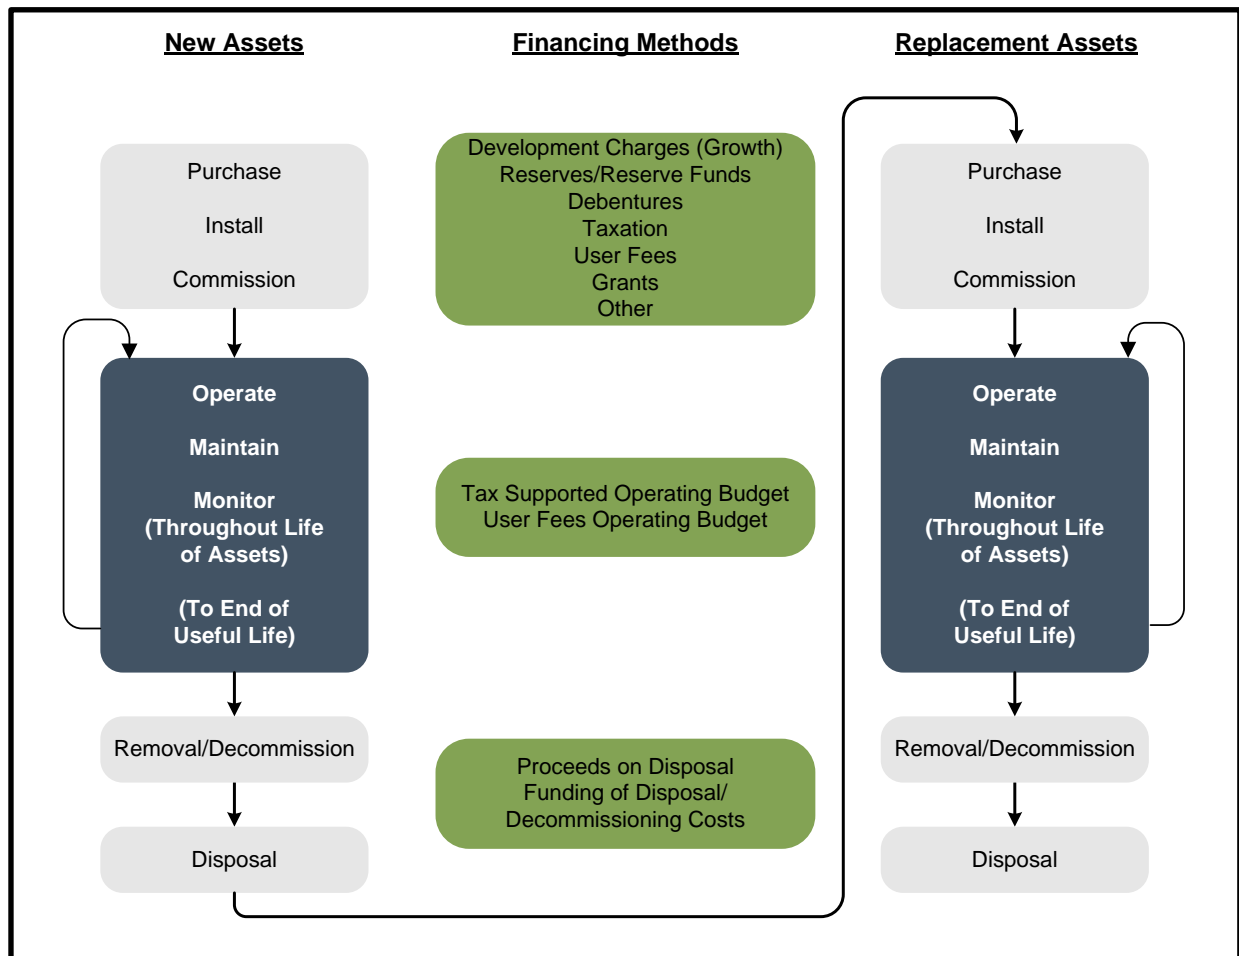 New Assets
Purchase
Install
Commission
Operate
Maintain
Monitor
(Throughout Life
of Assets)
(To End of
Useful Life)
Removal/Decommission
Disposal
Financing Methods
Development Charges (Growth)
Reserves/Reserve Funds
Debentures
Taxation
User Fees
Grants
Other
Tax Supported Operating Budget
User Fees Operating Budget
Proceeds on Disposal
Funding of Disposal/
Decommissioning Costs
Replacement Assets
Purchase
Install
Commission
Operate
Maintain
Monitor
(Throughout Life
of Assets)
(To End of
Useful Life)
Removal/Decommission
Disposal